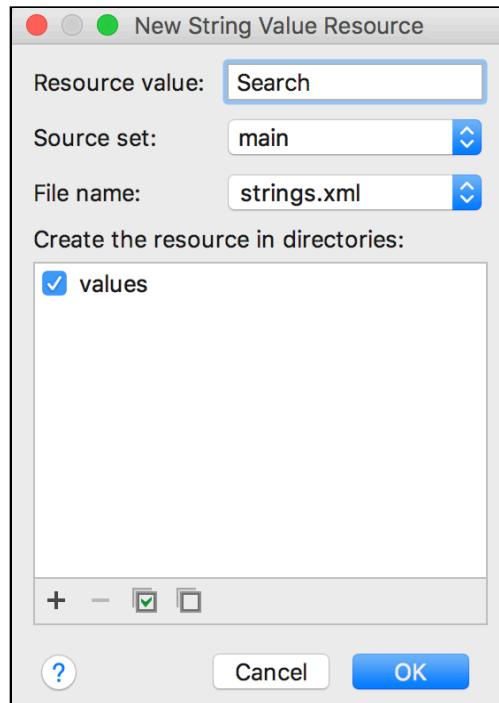 New String Value Resource
Resource value: Search
Source set: main
File name: strings.xml
Create the resource in directories:
values
? Cancel OK